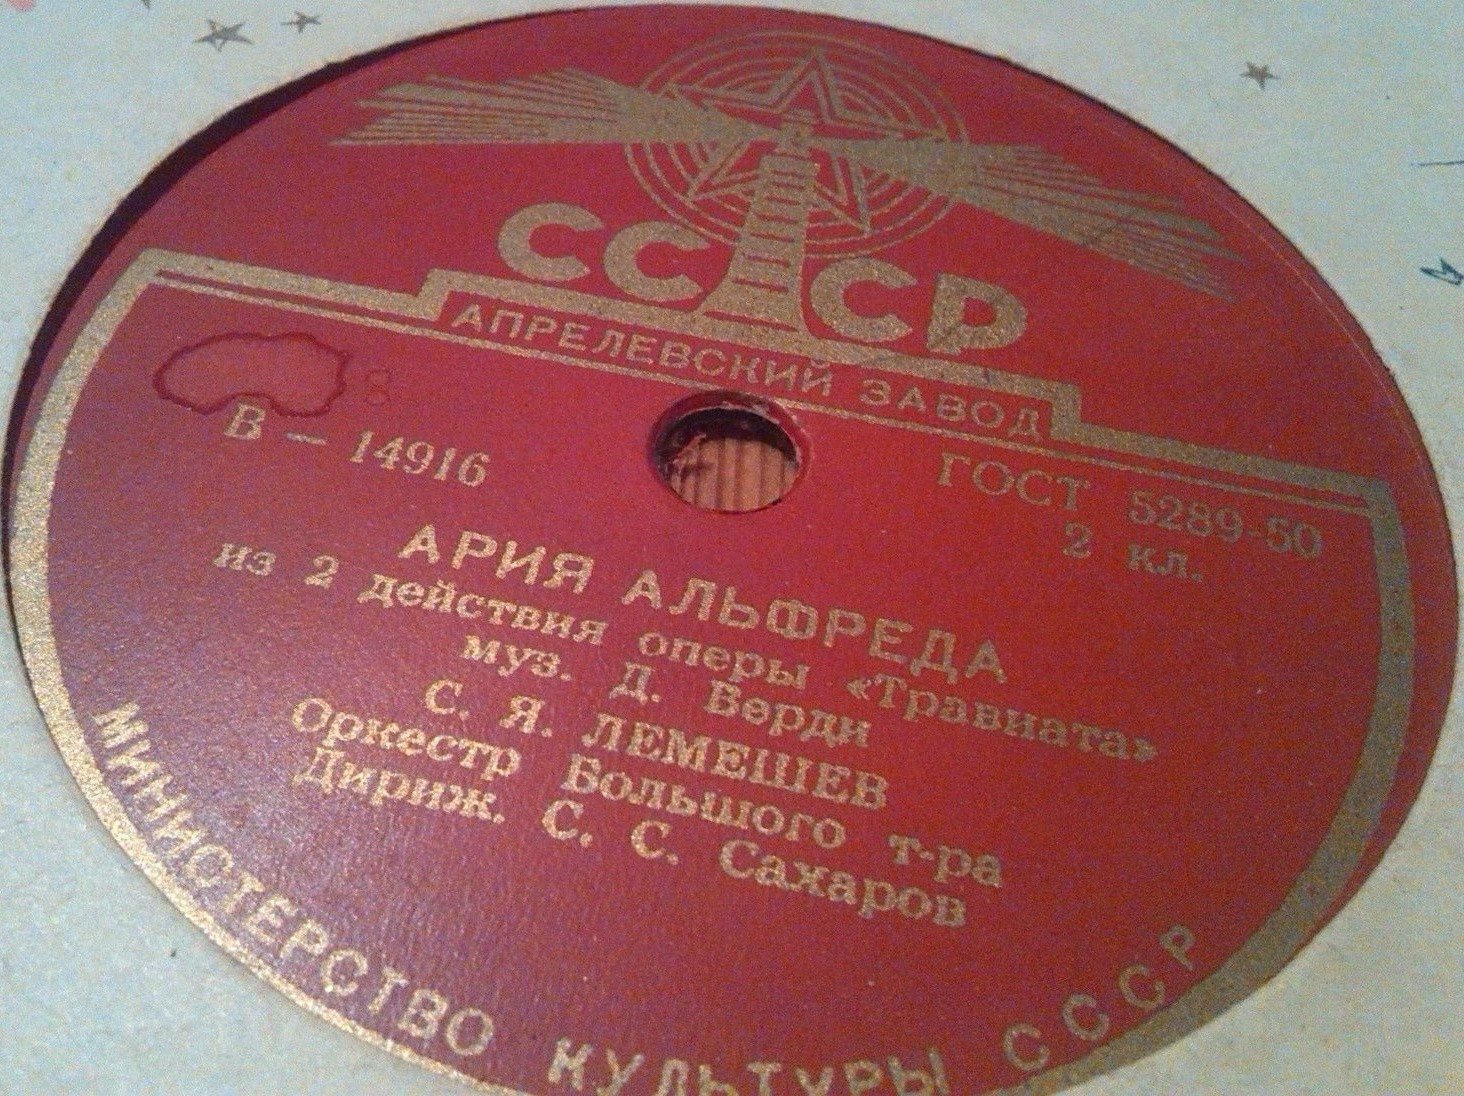 СССР
АПРЕЛЕВСКИЙ ЗАВОД
8
В — 14916
ГОСТ 5289-50
2 кл.
АРИЯ АЛЬФРЕДА
из 2 действия оперы «Травиата»
муз. Д. Верди
С. Я. ЛЕМЕШЕВ
Оркестр Большого т-ра
Дириж. С. С. Сахаров
МИНИСТЕРСТВО КУЛЬТУРЫ СССР